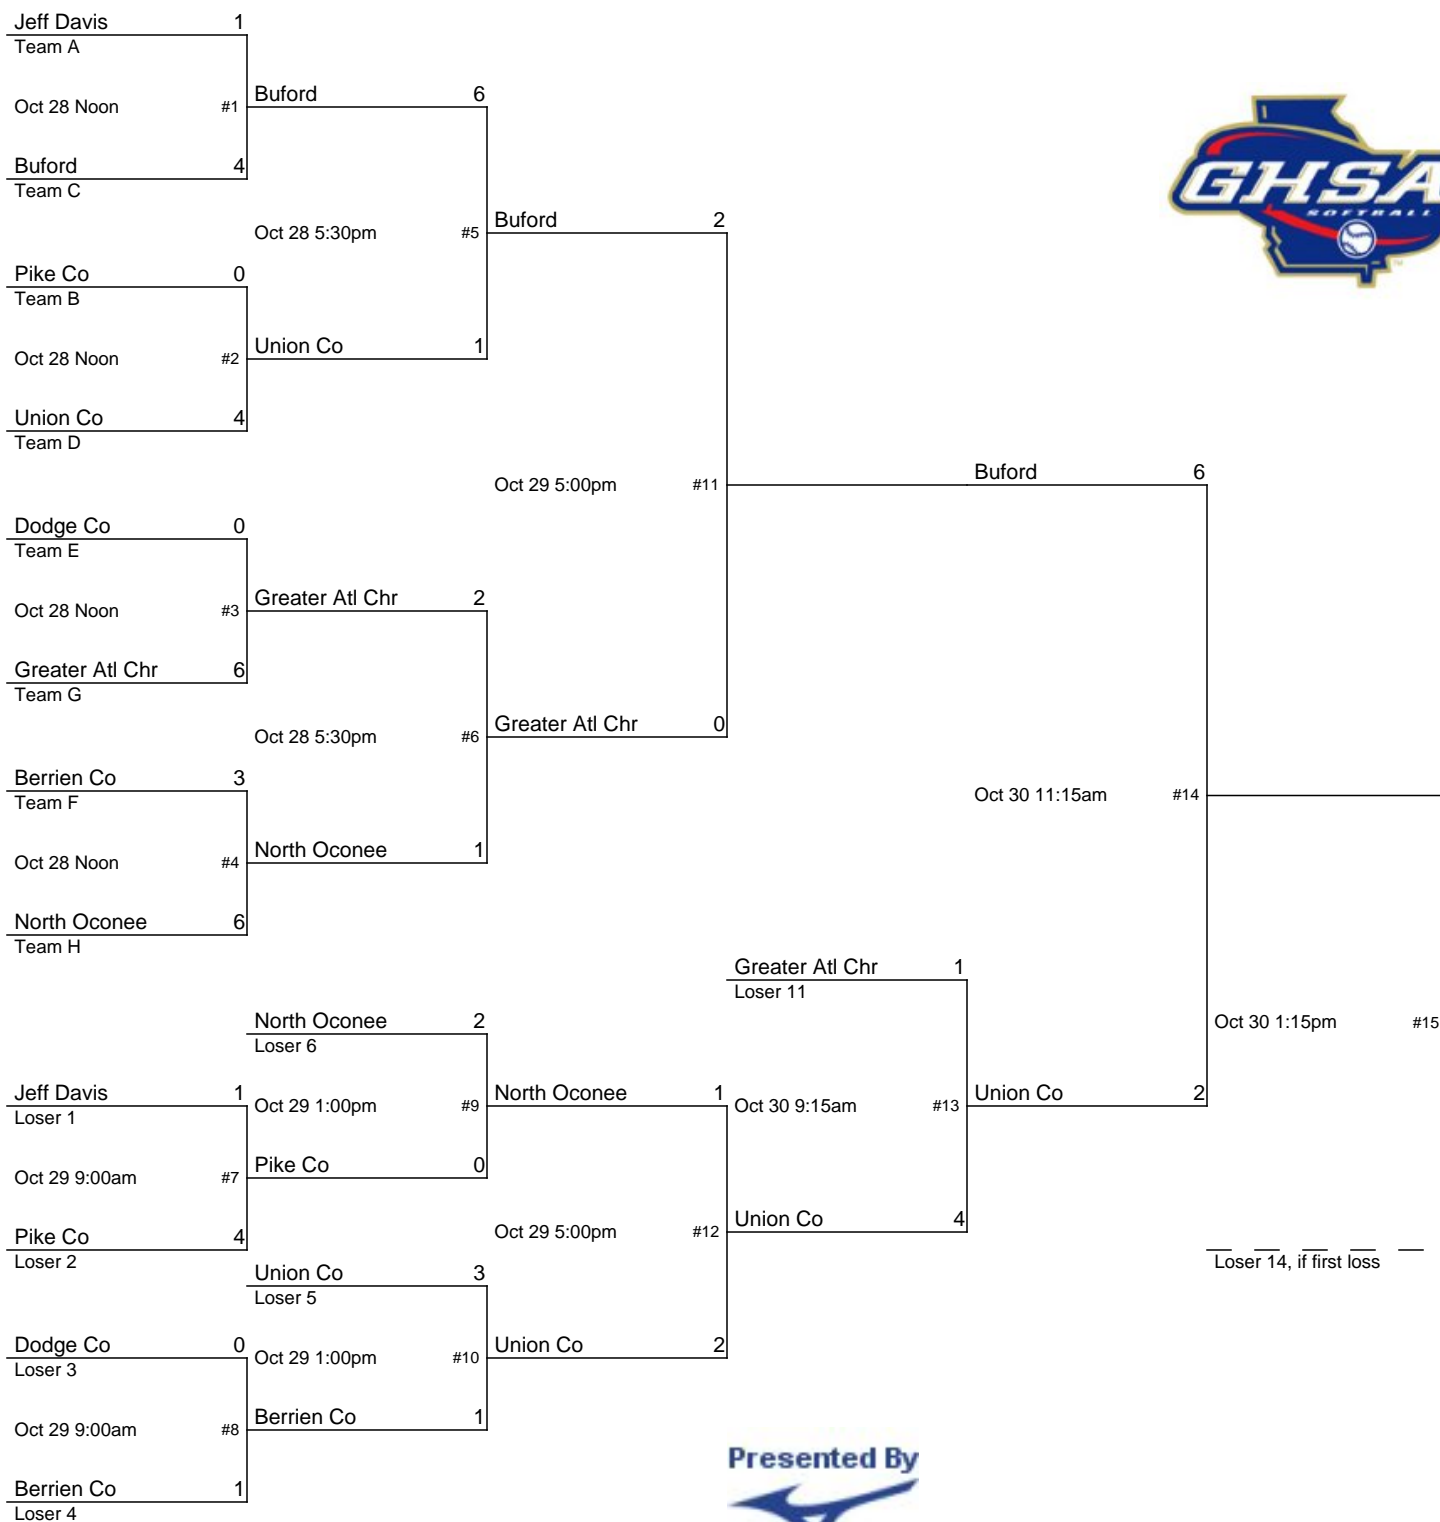 Jeff Davis 1
Team A
Oct 28 Noon #1
Buford 6
Buford 4
Team C
Oct 28 5:30pm #5
Buford 2
Pike Co 0
Team B
Oct 28 Noon #2
Union Co 1
Union Co 4
Team D
GHSA
SOFTBALL
TM
Oct 29 5:00pm #11
Buford 6
Dodge Co 0
Team E
Oct 28 Noon #3
Greater Atl Chr 2
Greater Atl Chr 6
Team G
Oct 28 5:30pm #6
Greater Atl Chr 0
Berrien Co 3
Team F
Oct 28 Noon #4
North Oconee 1
North Oconee 6
Team H
Oct 30 11:15am #14
Greater Atl Chr 1
Loser 11
North Oconee 2
Loser 6
Oct 30 1:15pm #15
Jeff Davis 1
Loser 1
Oct 29 1:00pm #9
North Oconee 1
Oct 30 9:15am #13
Union Co 2
Oct 29 9:00am #7
Pike Co 0
Pike Co 4
Loser 2
Oct 29 5:00pm #12
Union Co 4
Union Co 3
Loser 5
Loser 14, if first loss
Dodge Co 0
Loser 3
Oct 29 1:00pm #10
Union Co 2
Oct 29 9:00am #8
Berrien Co 1
Berrien Co 1
Loser 4
Presented By